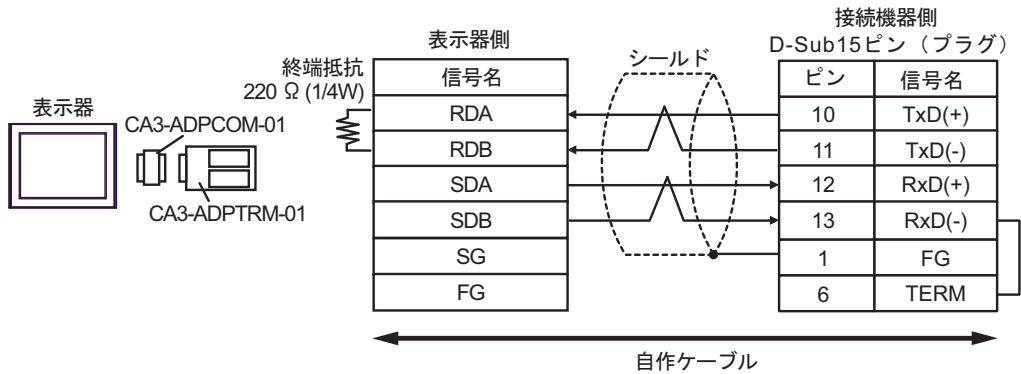 表示器
CA3-ADPCOM-01
CA3-ADPTRM-01
終端抵抗
220 Ω (1/4W)
表示器側
信号名
RDA
RDB
SDA
SDB
SG
FG
シールド
接続機器側
D-Sub15ピン（プラグ）
ピン 信号名
10 TxD(+)
11 TxD(-)
12 RxD(+)
13 RxD(-)
1 FG
6 TERM
自作ケーブル